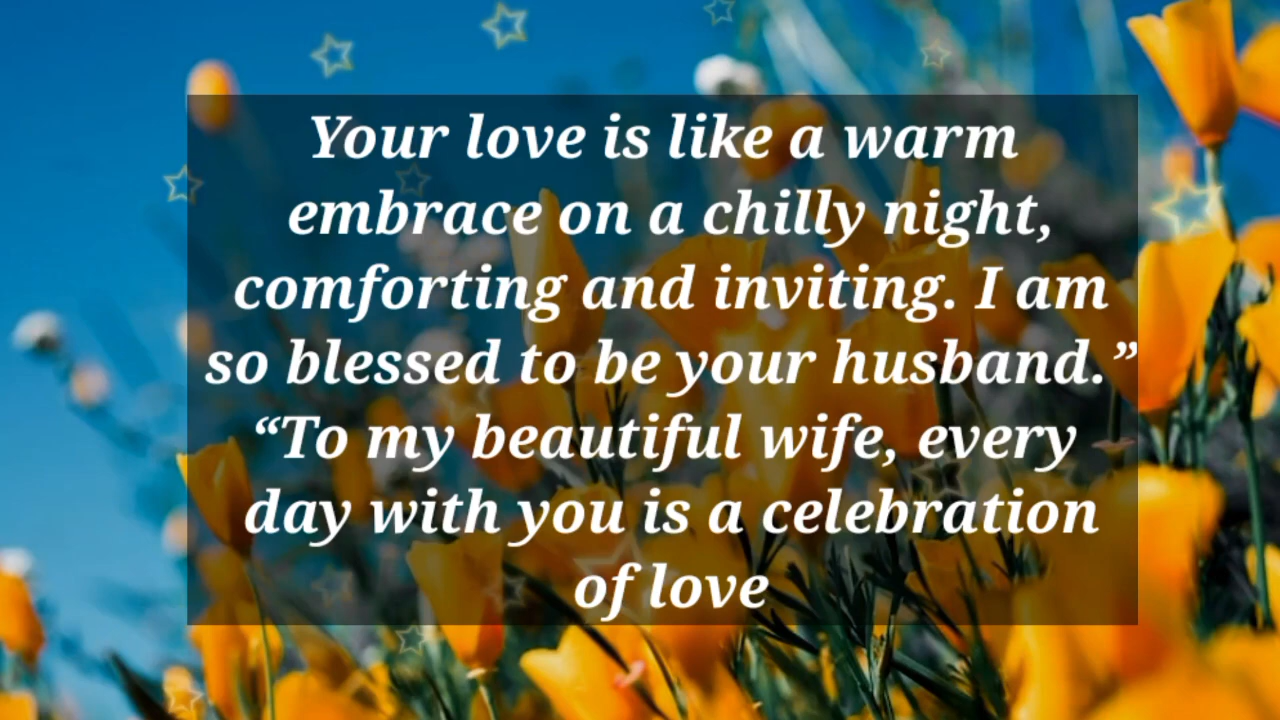 Your love is like a warm
embrace on a chilly night,
comforting and inviting. I am
so blessed to be your husband.”
“To my beautiful wife, every
day with you is a celebration
of love